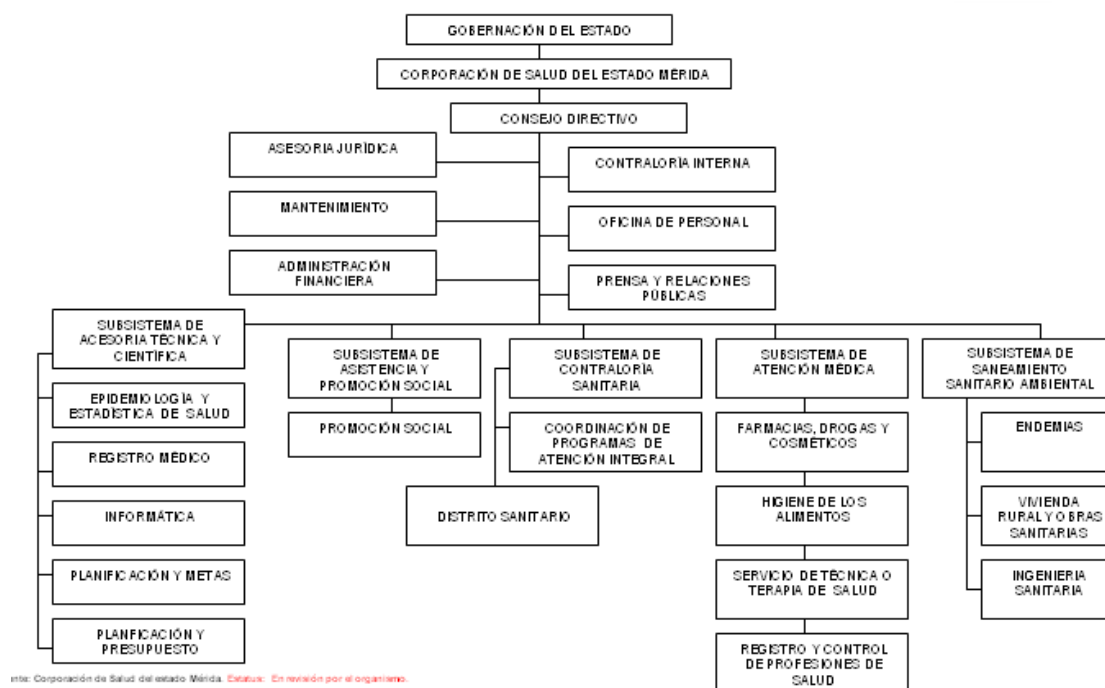 GOBERNACIÓN DEL ESTADO
CORPORACIÓN DE SALUD DEL ESTADO MÉRIDA
CONSEJO DIRECTIVO
ASESORIA JURÍDICA
CONTRALORÍA INTERNA
MANTENIMIENTO
OFICINA DE PERSONAL
ADMINISTRACIÓN
FINANCIERA
PRENSA Y RELACIONES
PÚBLICAS
SUBSISTEMA DE
ACESORIA TÉCNICA Y
CIENTÍFICA
EPIDEMIOLOGÍA Y
ESTADÍSTICA DE SALUD
REGISTRO MÉDICO
INFORMÁTICA
PLANIFICACIÓN Y METAS
PLANFICACIÓN Y
PRESUPUESTO
SUBSISTEMA DE
ASISTENCIA Y
PROMOCIÓN SOCIAL
PROMOCIÓN SOCIAL
SUBSISTEMA DE
CONTRALORÍA
SANITARIA
COORDINACIÓN DE
PROGRAMAS DE
ATENCIÓN INTEGRAL
DISTRITO SANITARIO
SUBSISTEMA DE
ATENCIÓN MÉDICA
FARMACIAS, DROGAS Y
COSMÉTICOS
HIGIENE DE LOS
ALIMENTOS
SERVICIO DE TÉCNICA O
TERAPIA DE SALUD
REGISTRO Y CONTROL
DE PROFESIONES DE
SALUD
SUBSISTEMA DE
SANEAMIENTO
SANITARIO AMBIENTAL
ENDEMIAS
VIVIENDA
RURAL Y OBRAS
SANITARIAS
INGENIERIA
SANITARIA
nte: Corporación de Salud del estado Mérida. Estatus: En revisión por el organismo.